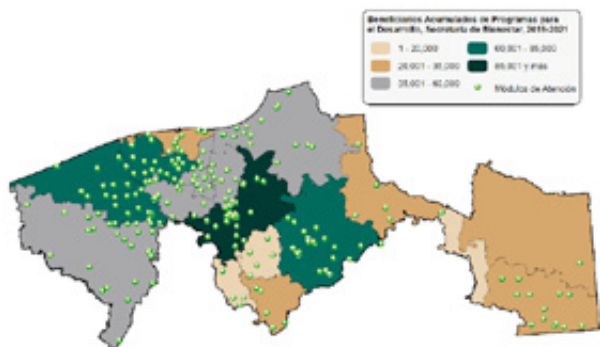 Beneficiarios Acumulados de Programas para
el Desarrollo, Secretaría de Bienestar, 2019-2021
1 - 20,000
20,001 - 35,000
35,001 - 60,000
60,001 - 85,000
85,001 y más
Módulos de Atención